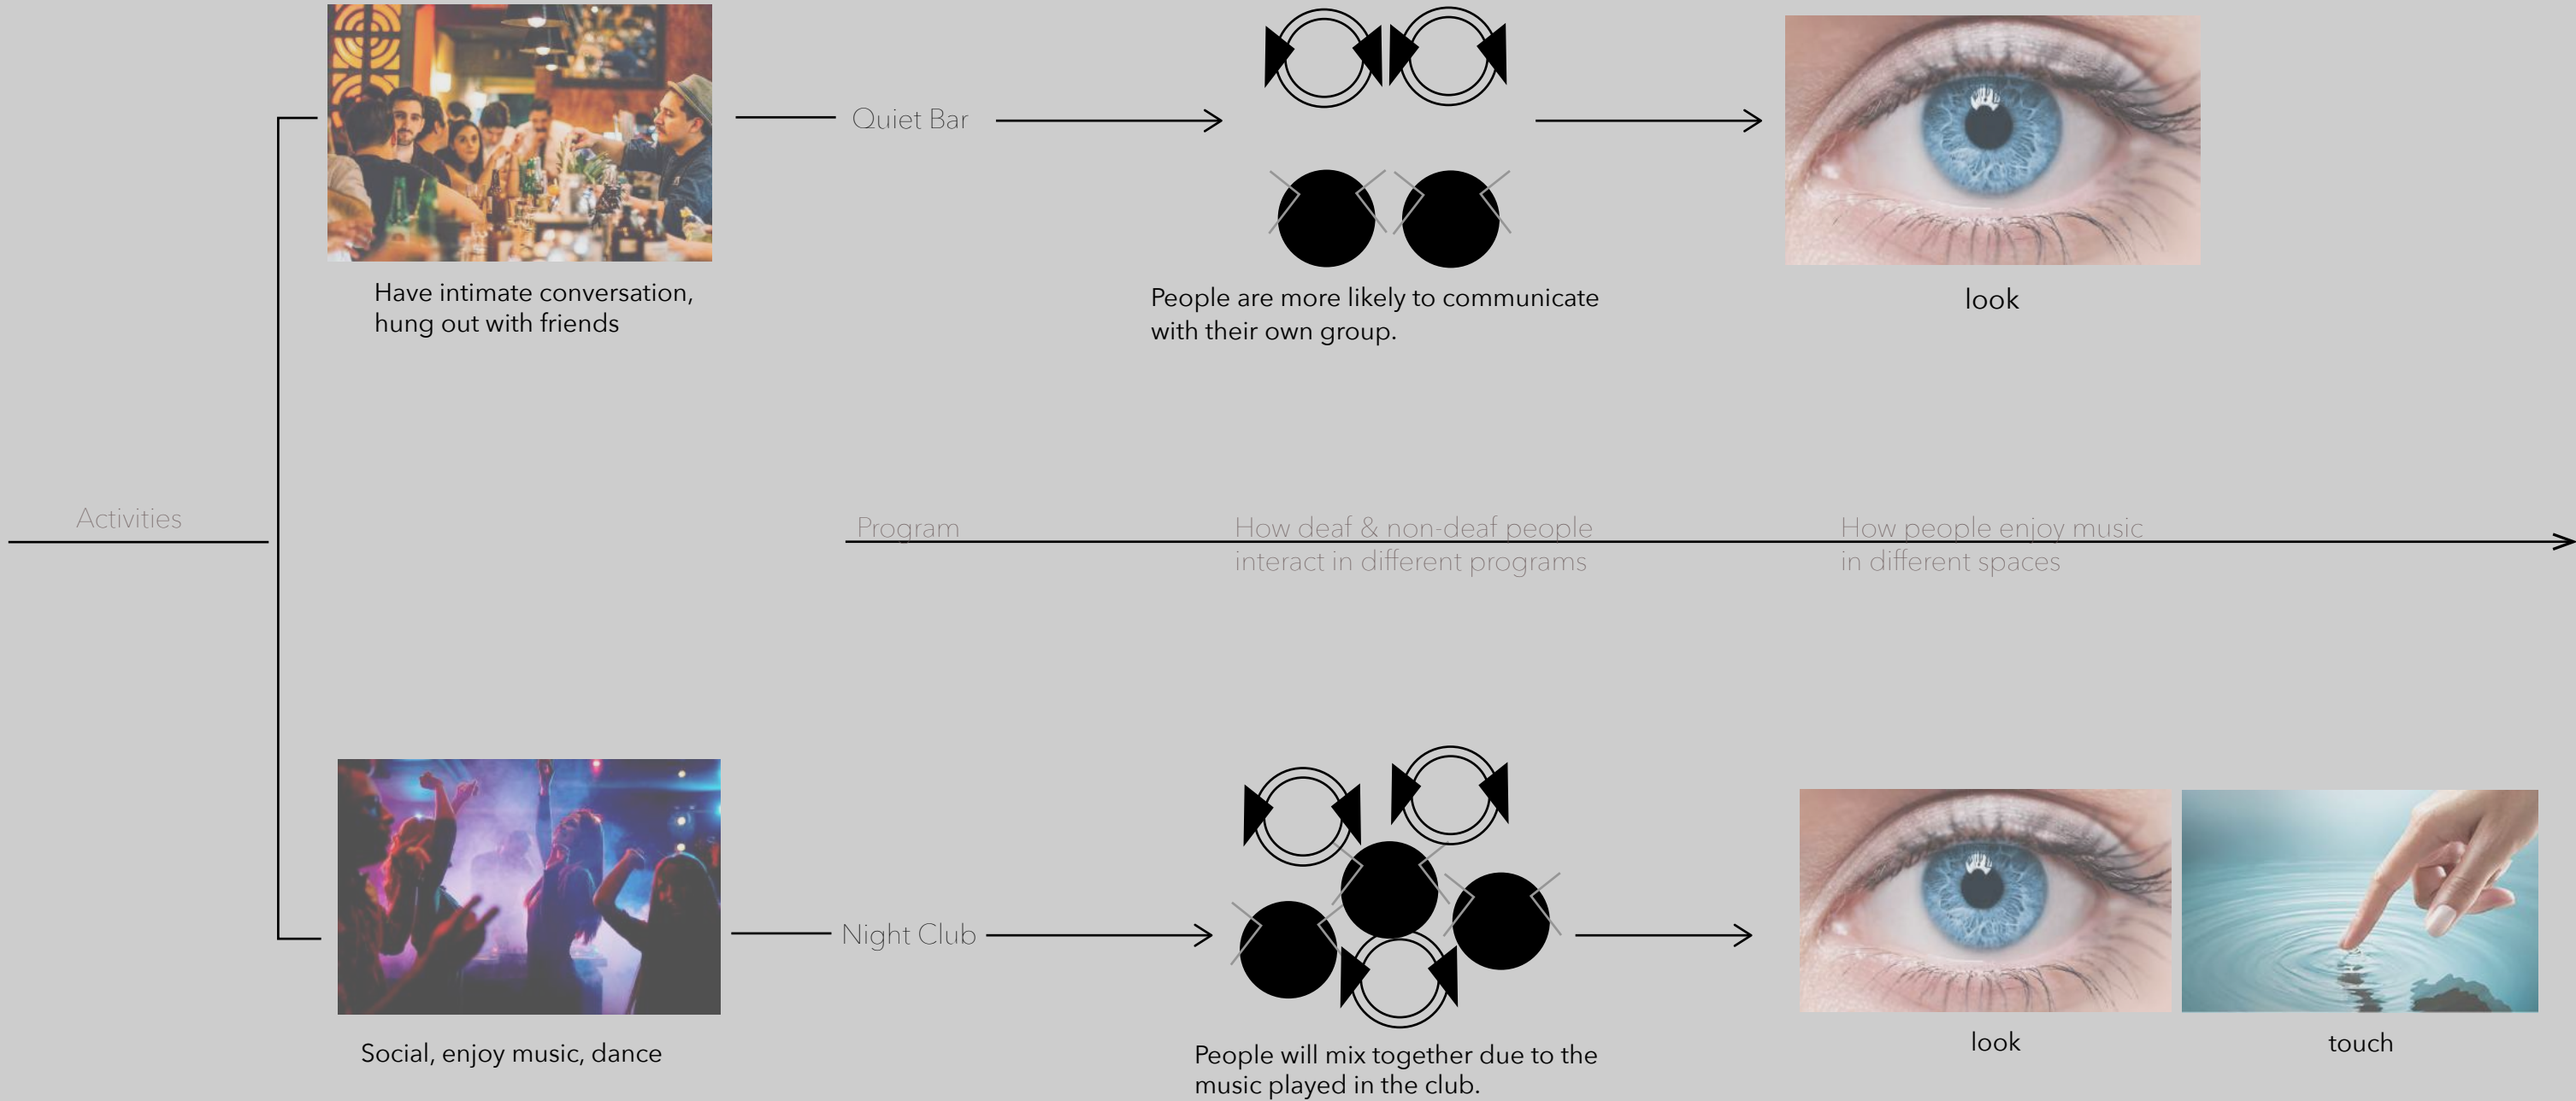 Quiet Bar
Have intimate conversation,
hung out with friends
People are more likely to communicate
with their own group.
look
Activities
Program
How deaf & non-deaf people
interact in different programs
How people enjoy music
in different spaces
Night Club
Social, enjoy music, dance
People will mix together due to the
music played in the club.
look
touch